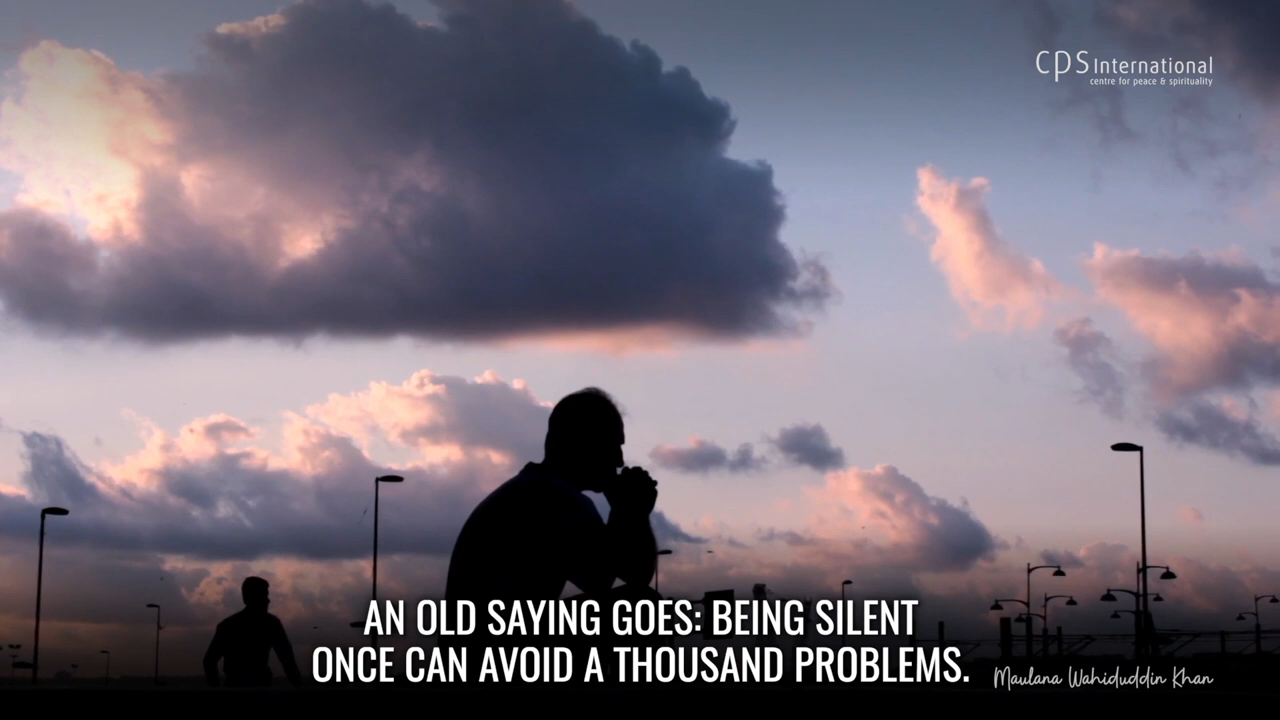 cps International
centre for peace & spirituality
AN OLD SAYING GOES: BEING SILENT
ONCE CAN AVOID A THOUSAND PROBLEMS.
Maulana Wahiduddin Khan